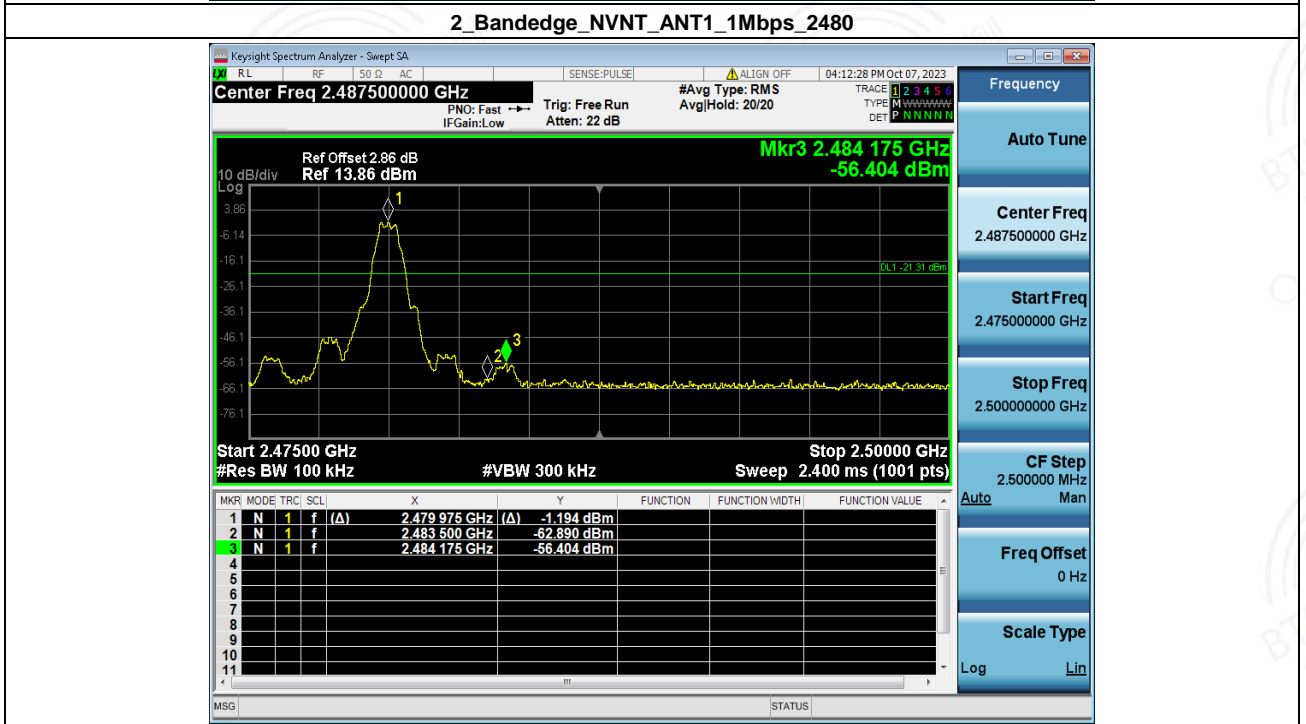 2_Bandedge_NVNT_ANT1_1Mbps_2480
Keysight Spectrum Analyzer - Swept SA
LXI RL RF 50 Ω AC SENSE:PULSE ALIGN OFF 04:12:28 PM Oct 07, 2023
Center Freq 2.487500000 GHz
PNO: Fast
IFGain:Low
Trig: Free Run
Atten: 22 dB
#Avg Type: RMS
Avg|Hold: 20/20
TRACE 1 2 3 4 5 6
TYPE M WWWWW
DET P N N N N N
Mkr3 2.484 175 GHz
-56.404 dBm
Ref Offset 2.86 dB
10 dB/div Ref 13.86 dBm
Log
3.86
-6.14
-16.1
-26.1
-36.1
-46.1
-56.1
-66.1
-76.1
1
2
3
DL1 -21.31 dBm
Start 2.47500 GHz Stop 2.50000 GHz
#Res BW 100 kHz #VBW 300 kHz Sweep 2.400 ms (1001 pts)
MKR MODE TRC SCL X Y FUNCTION FUNCTION WIDTH FUNCTION VALUE
1 N 1 f (Δ) 2.479 975 GHz (Δ) -1.194 dBm
2 N 1 f 2.483 500 GHz -62.890 dBm
3 N 1 f 2.484 175 GHz -56.404 dBm
4
5
6
7
8
9
10
11
MSG STATUS
Frequency
Auto Tune
Center Freq
2.487500000 GHz
Start Freq
2.475000000 GHz
Stop Freq
2.500000000 GHz
CF Step
2.500000 MHz
Auto Man
Freq Offset
0 Hz
Scale Type
Log Lin